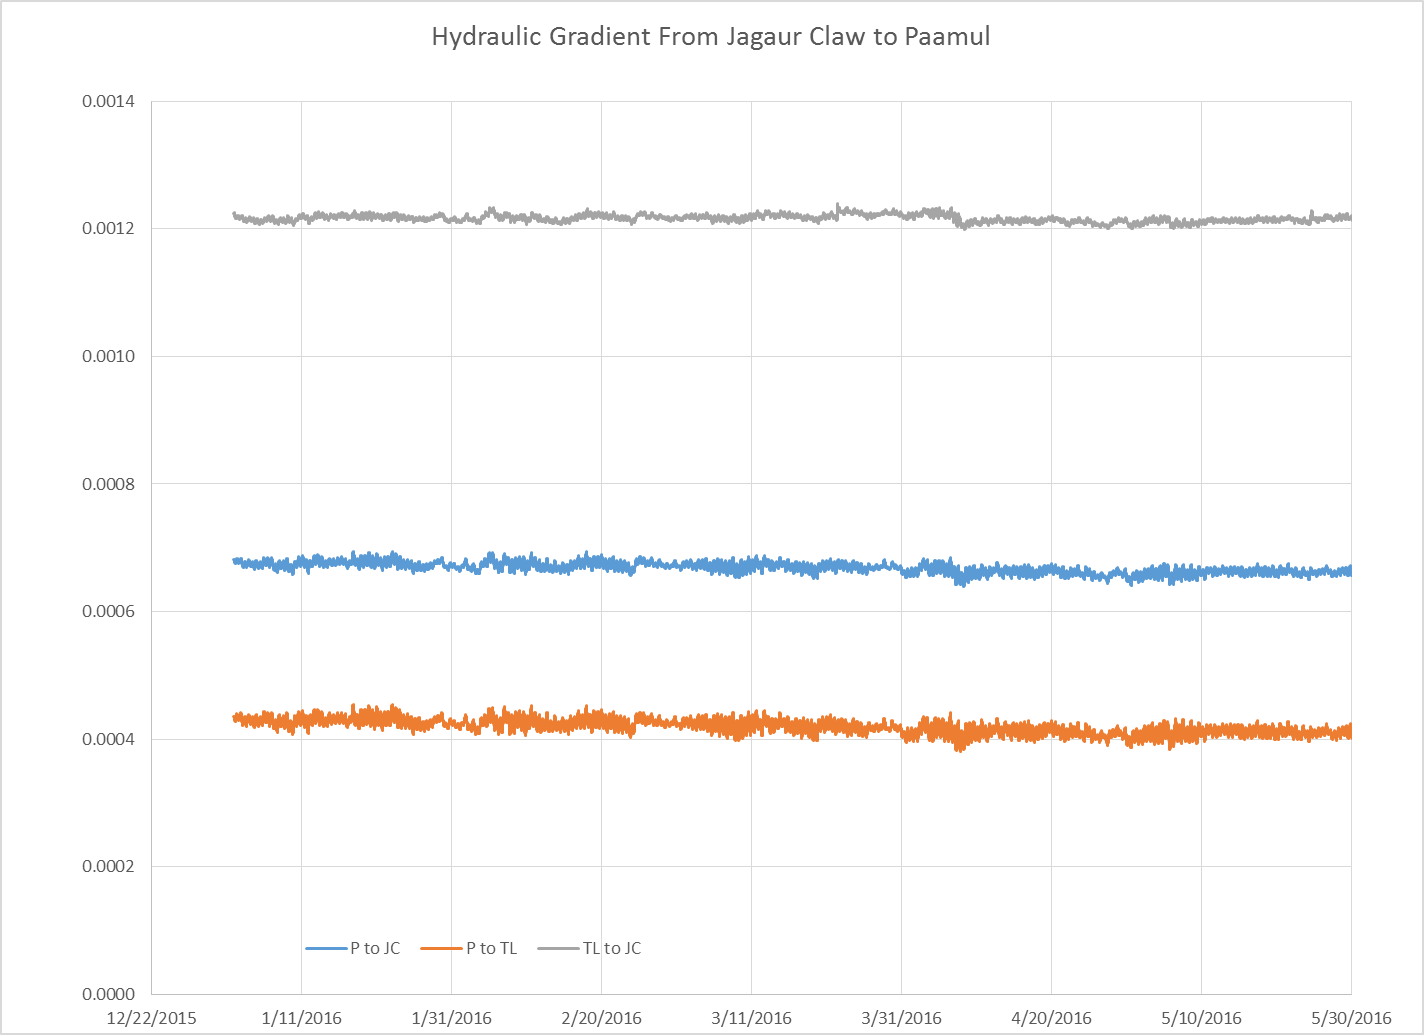 Hydraulic Gradient From Jagaur Claw to Paamul
0.0014
0.0012
0.0010
0.0008
0.0006
0.0004
0.0002
0.0000
P to JC P to TL TL to JC
12/22/2015 1/11/2016 1/31/2016 2/20/2016 3/11/2016 3/31/2016 4/20/2016 5/10/2016 5/30/2016